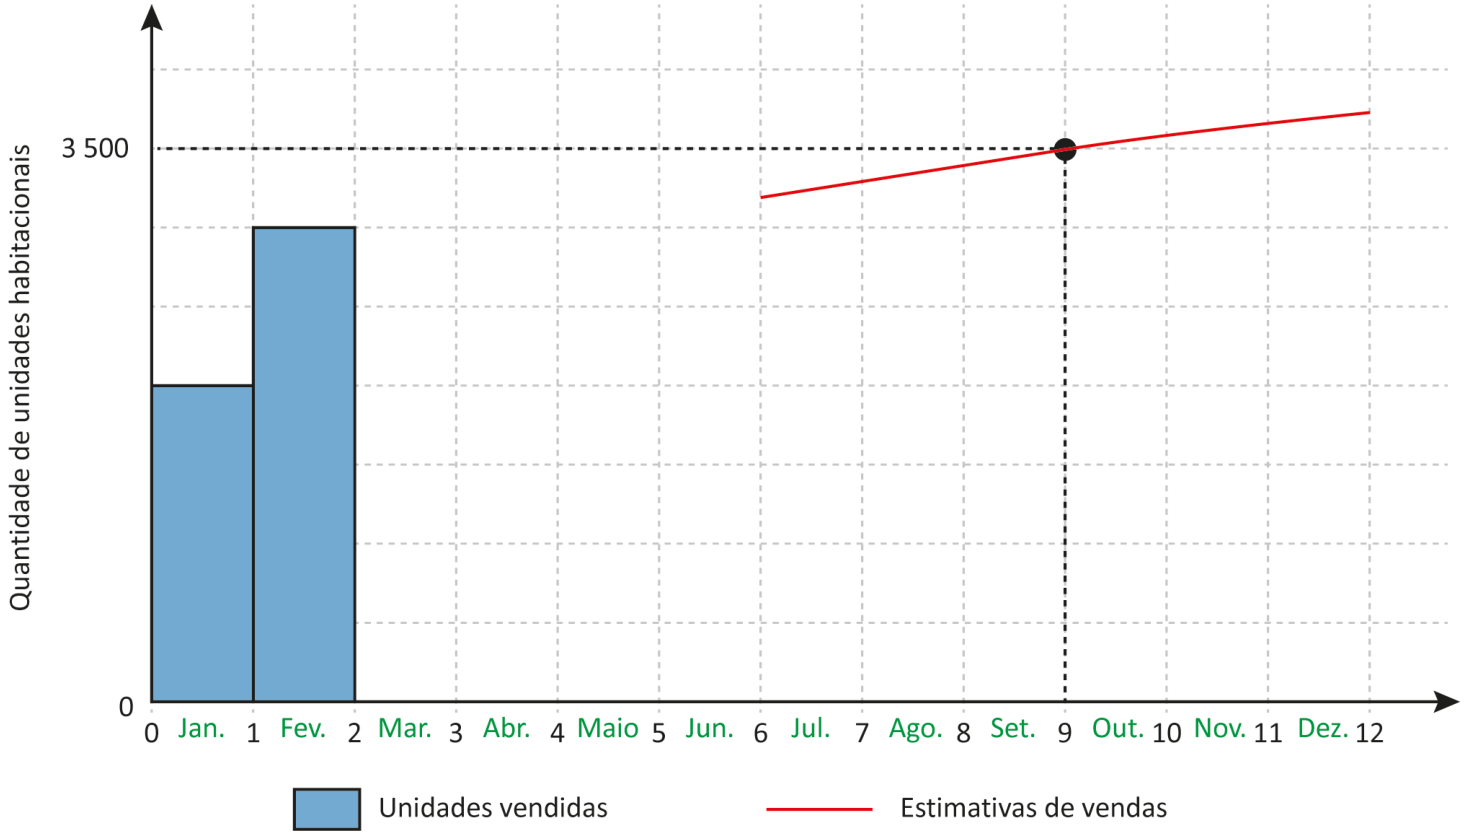 Quantidade de unidades habitacionais
3 500
0
0 Jan. 1 Fev. 2 Mar. 3 Abr. 4 Maio 5 Jun. 6 Jul. 7 Ago. 8 Set. 9 Out. 10 Nov. 11 Dez. 12
Unidades vendidas Estimativas de vendas